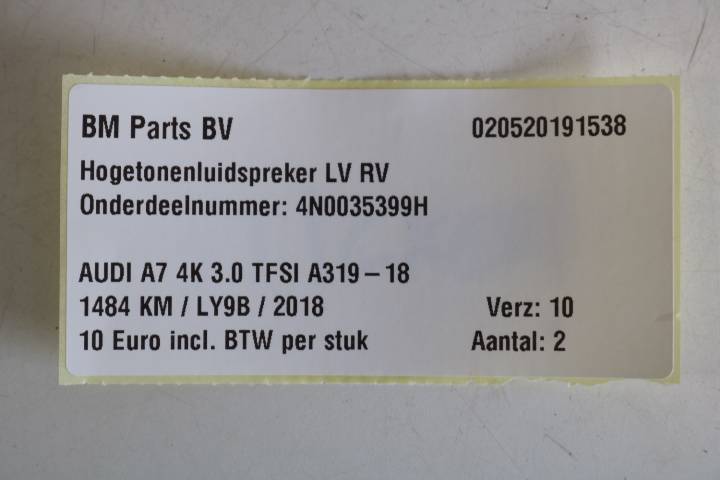 BM Parts BV 020520191538
Hogetonenluidspreker LV RV
Onderdeelnummer: 4N0035399H
AUDI A7 4K 3.0 TFSI A319-18
1484 KM / LY9B / 2018 Verz: 10
10 Euro incl. BTW per stuk Aantal: 2